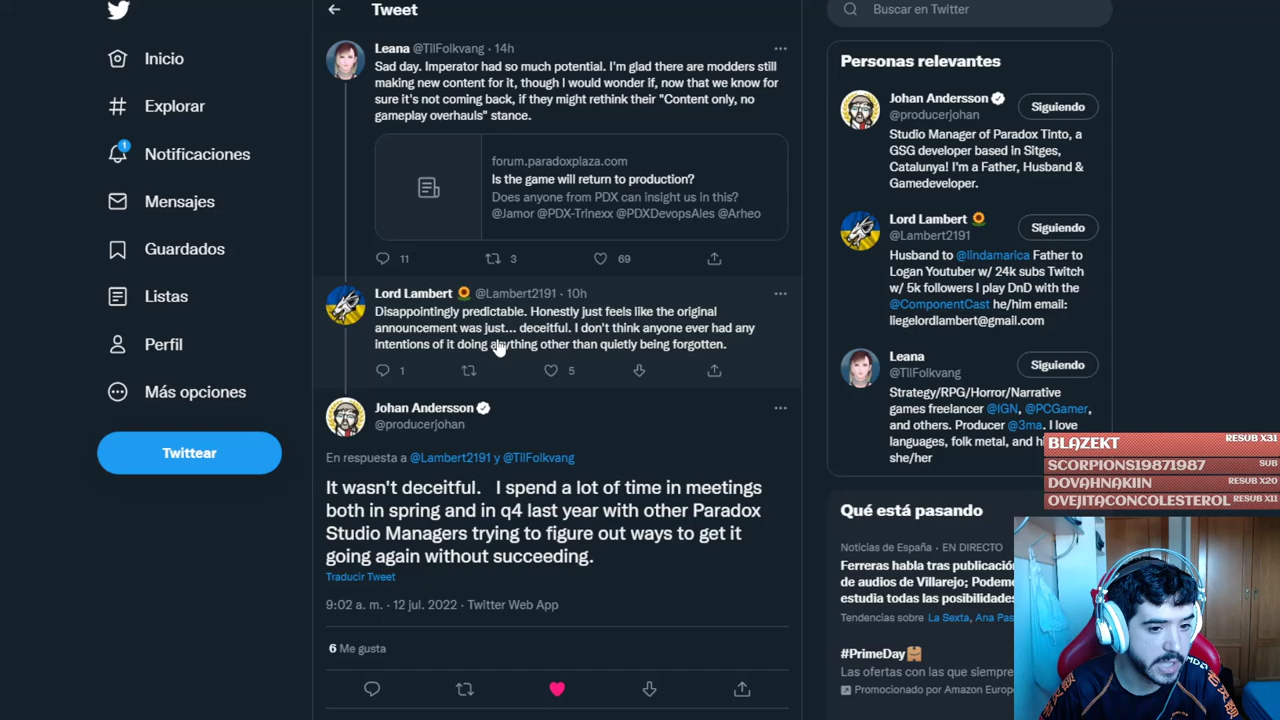 Tweet
Buscar en Twitter
Inicio
Explorar
1
Notificaciones
Mensajes
Guardados
Listas
Perfil
Más opciones
Twittear
Leana @TilFolkvang · 14h
Sad day. Imperator had so much potential. I'm glad there are modders still
making new content for it, though I would wonder if, now that we know for
sure it's not coming back, if they might rethink their "Content only, no
gameplay overhauls" stance.
forum.paradoxplaza.com
Is the game will return to production?
Does anyone from PDX can insight us in this?
@Jamor @PDX-Trinexx @PDXDevopsAles @Arheo
11
3
69
Lord Lambert @Lambert2191 · 10h
Disappointingly predictable. Honestly just feels like the original
announcement was just... deceitful. I don't think anyone ever had any
intentions of it doing anything other than quietly being forgotten.
1
5
Johan Andersson
@producerjohan
En respuesta a @Lambert2191 y @TilFolkvang
It wasn't deceitful. I spend a lot of time in meetings
both in spring and in q4 last year with other Paradox
Studio Managers trying to figure out ways to get it
going again without succeeding.
Traducir Tweet
9:02 a. m. · 12 jul. 2022 · Twitter Web App
6 Me gusta
Personas relevantes
Johan Andersson
@producerjohan
Siguiendo
Studio Manager of Paradox Tinto, a
GSG developer based in Sitges,
Catalunya! I'm a Father, Husband &
Gamedeveloper.
Lord Lambert
@Lambert2191
Siguiendo
Husband to @lindamarica Father to
Logan Youtuber w/ 24k subs Twitch
w/ 5k followers I play DnD with the
@ComponentCast he/him email:
liegelordlambert@gmail.com
Leana
@TilFolkvang
Siguiendo
Strategy/RPG/Horror/Narrative
games freelancer @IGN, @PCGamer,
and others. Producer @3ma. I love
languages, folk metal, and
she/her
BLAZEKT RESUB X31
SCORPIONS19871987 SUB
DOVAHNAKIIN RESUB X20
OVEJITACONCOLESTEROL RESUB X11
Qué está pasando
Noticias de España · EN DIRECTO
Ferreras habla tras publicación
de audios de Villarejo; Podem
estudia todas las posibilidades
Tendencias sobre La Sexta, Ana Pas
#PrimeDay
Las ofertas con las que siempre
Promocionado por Amazon Europe